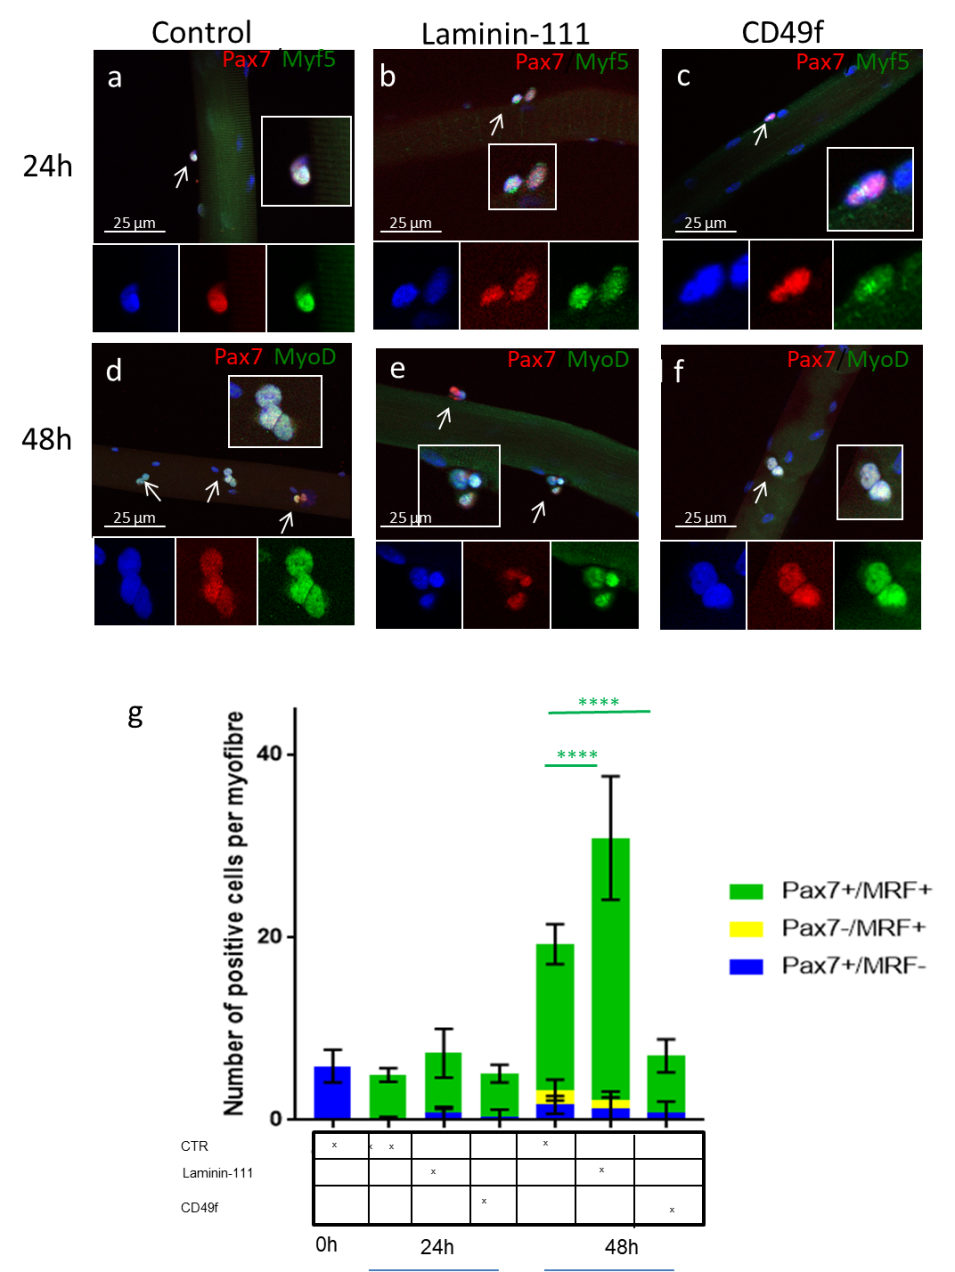 Control
Laminin-111
CD49f
24h
a
Pax7 Myf5
25 µm
b
Pax7 Myf5
25 µm
c
Pax7 Myf5
25 µm
48h
d
Pax7 MyoD
25 µm
e
Pax7 MyoD
25 µm
f
Pax7 MyoD
25 µm
g
****
****
Number of positive cells per myofibre
40
20
0
Pax7+/MRF+
Pax7-/MRF+
Pax7+/MRF-
CTR x x x x
Laminin-111 x x
CD49f x x
0h 24h 48h